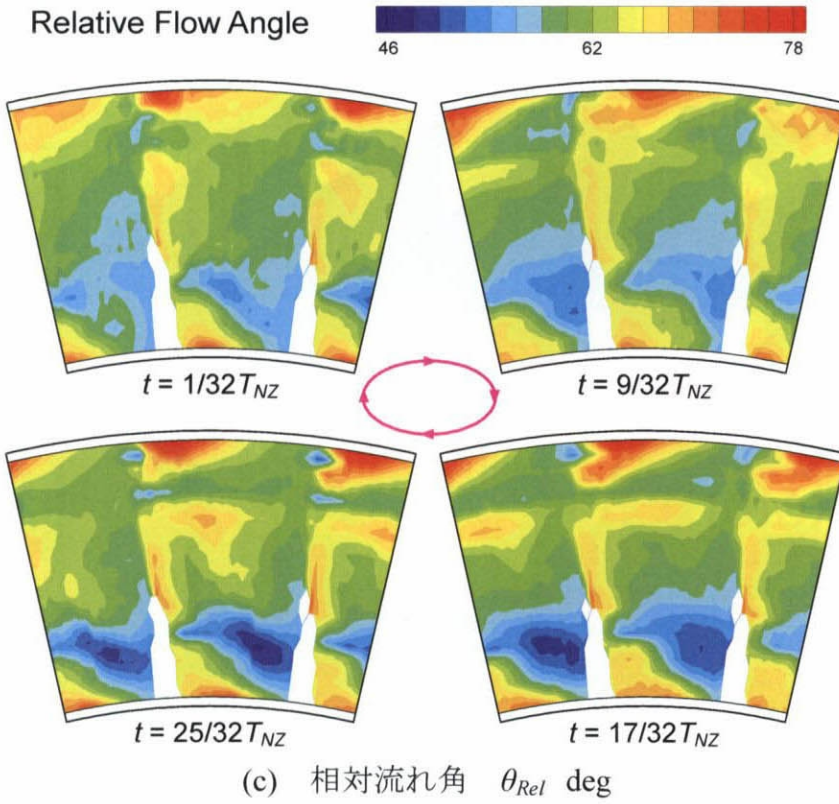 Relative Flow Angle
46 62 78
t = 1/32T_NZ
t = 9/32T_NZ
t = 25/32T_NZ
t = 17/32T_NZ
(c) 相対流れ角 θ_Rel deg